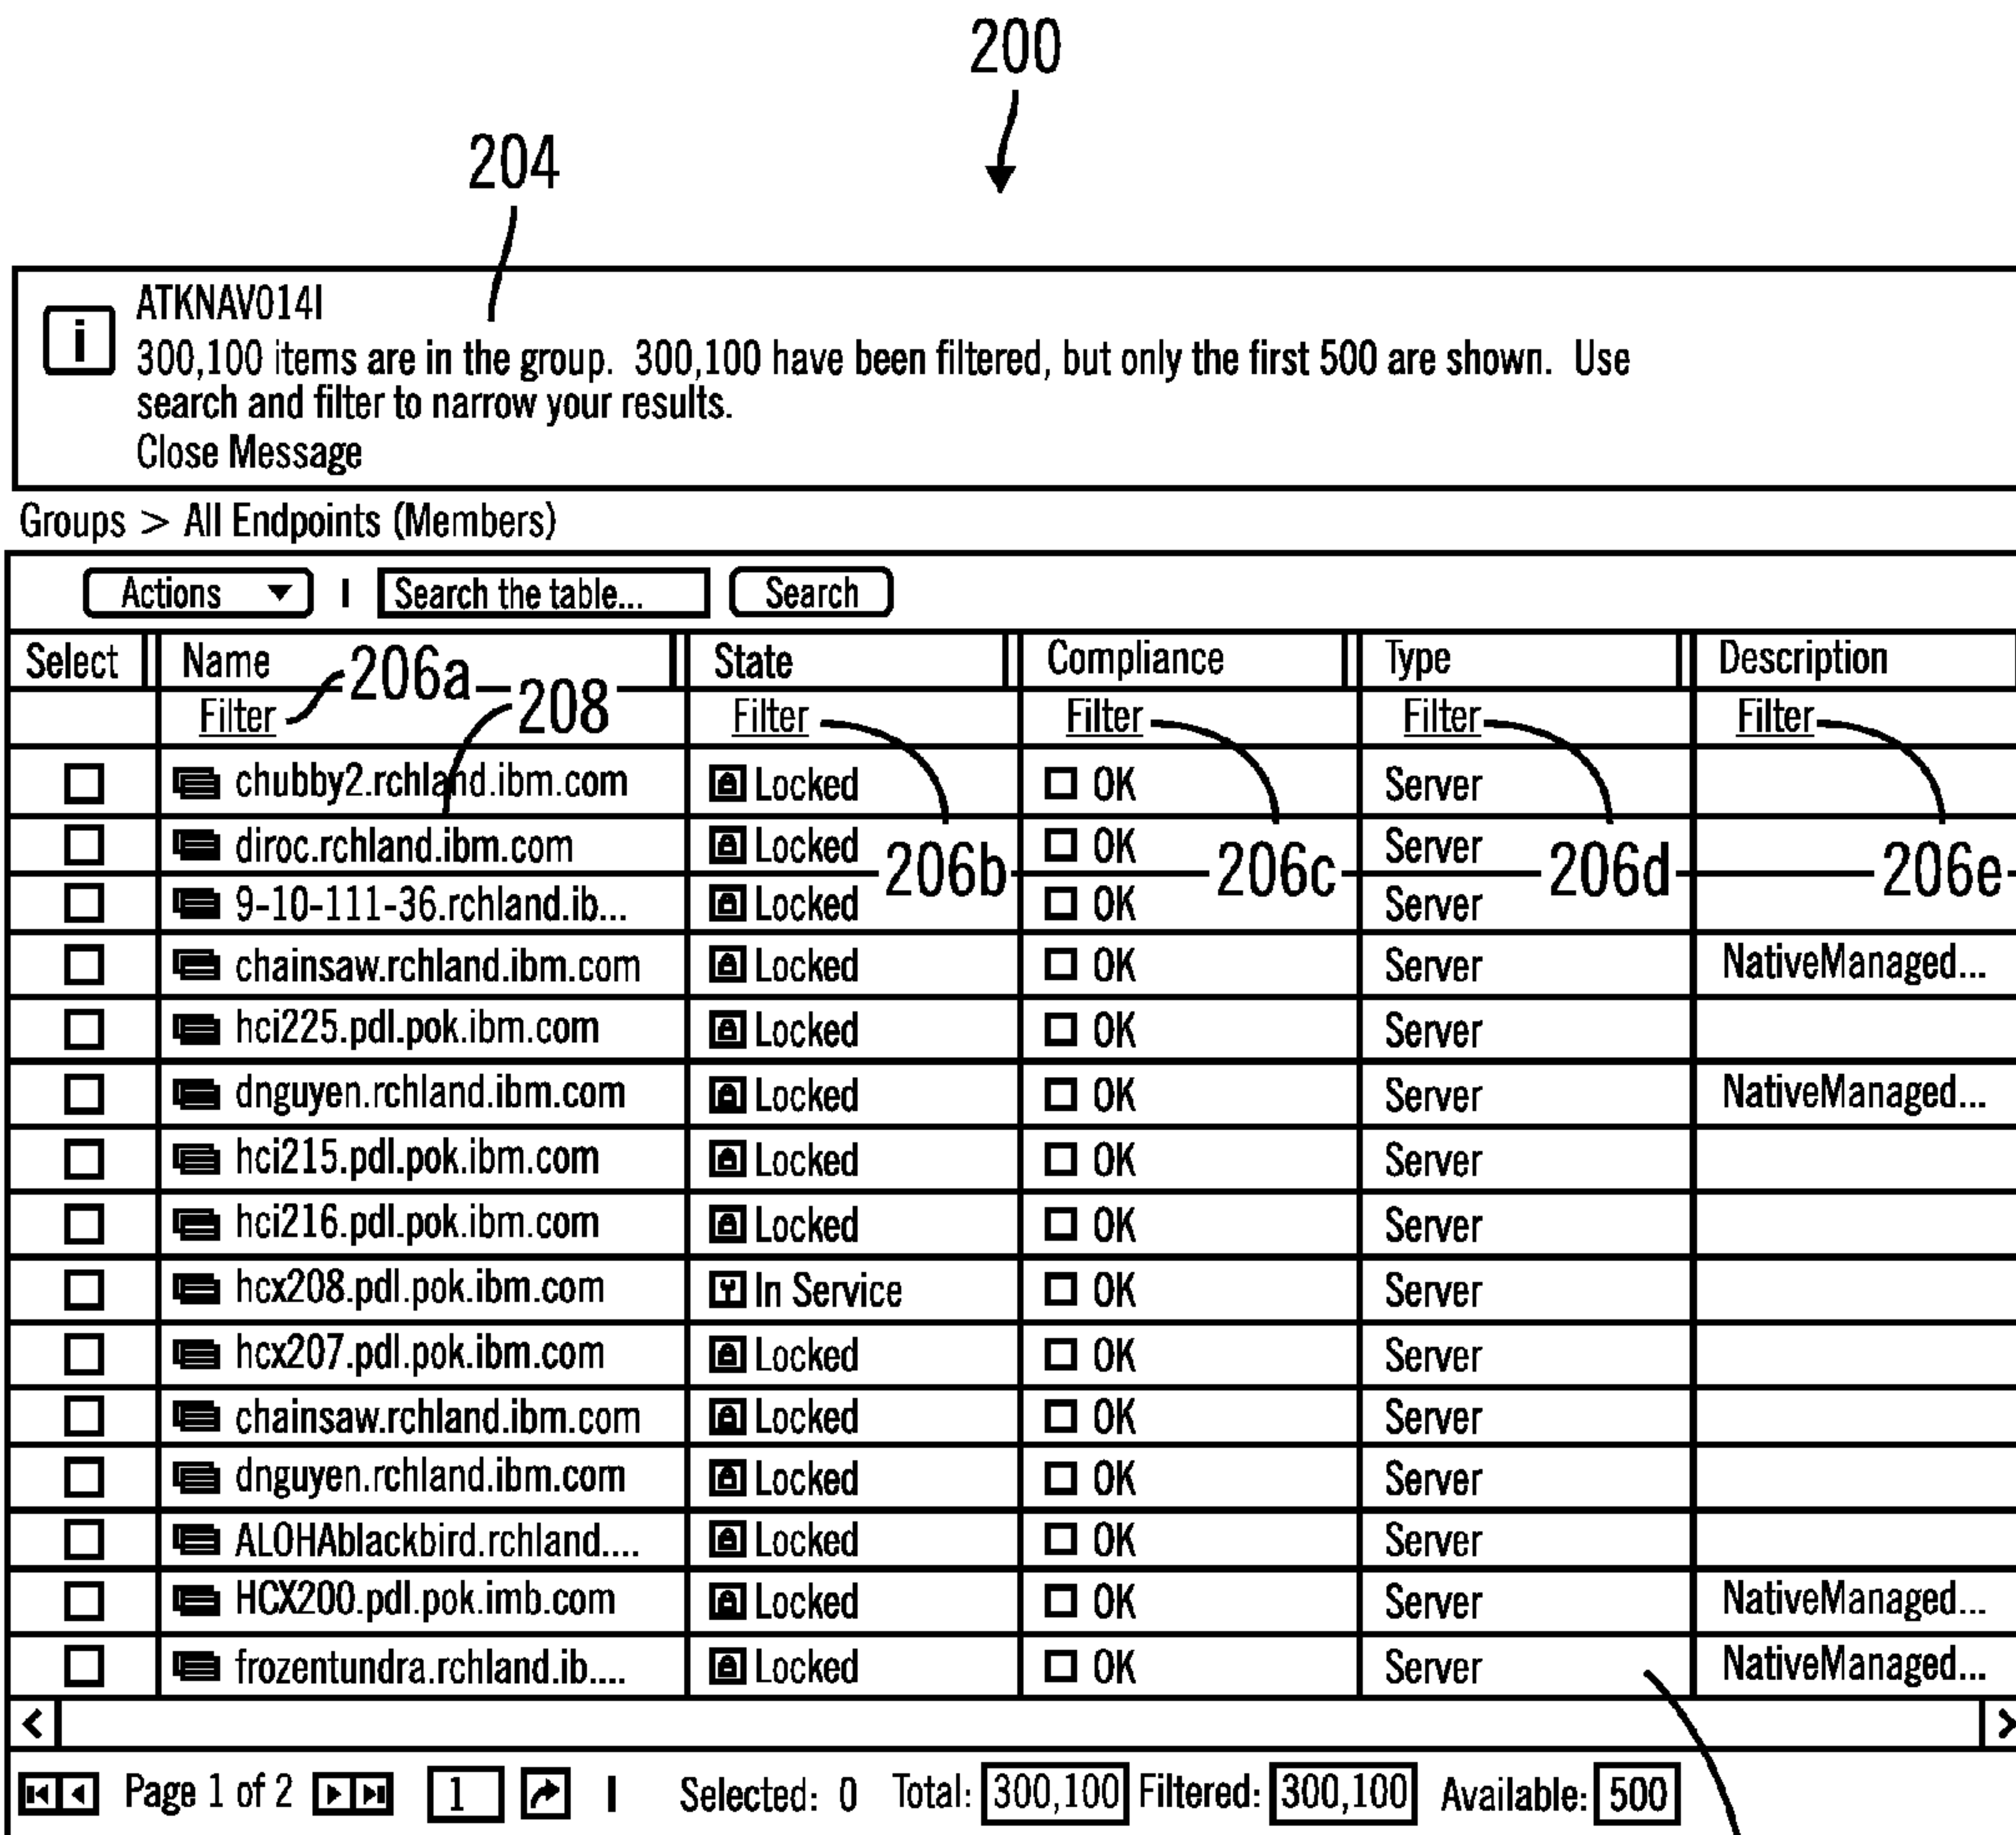 200
204
ATKNAV014I
i
300,100 items are in the group. 300,100 have been filtered, but only the first 500 are shown. Use
search and filter to narrow your results.
Close Message
Groups > All Endpoints (Members)
Actions | Search the table... Search
Select Name State Compliance Type Description
206a 208
Filter Filter Filter Filter Filter
chubby2.rchland.ibm.com Locked OK Server
diroc.rchland.ibm.com Locked OK Server
206b 206c 206d 206e
9-10-111-36.rchland.ib... Locked OK Server
chainsaw.rchland.ibm.com Locked OK Server NativeManaged...
hci225.pdl.pok.ibm.com Locked OK Server
dnguyen.rchland.ibm.com Locked OK Server NativeManaged...
hci215.pdl.pok.ibm.com Locked OK Server
hci216.pdl.pok.ibm.com Locked OK Server
hcx208.pdl.pok.ibm.com In Service OK Server
hcx207.pdl.pok.ibm.com Locked OK Server
chainsaw.rchland.ibm.com Locked OK Server
dnguyen.rchland.ibm.com Locked OK Server
ALOHAblackbird.rchland.... Locked OK Server
HCX200.pdl.pok.imb.com Locked OK Server NativeManaged...
frozentundra.rchland.ib.... Locked OK Server NativeManaged...
< >
Page 1 of 2 1 | Selected: 0 Total: 300,100 Filtered: 300,100 Available: 500